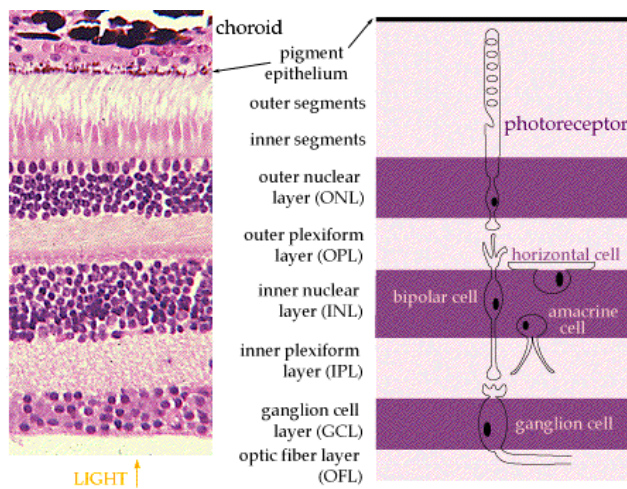 choroid
pigment
epithelium
outer segments
inner segments
outer nuclear
layer (ONL)
outer plexiform
layer (OPL)
inner nuclear
layer (INL)
inner plexiform
layer (IPL)
ganglion cell
layer (GCL)
optic fiber layer
(OFL)
LIGHT
photoreceptor
horizontal cell
bipolar cell
amacrine
cell
ganglion cell